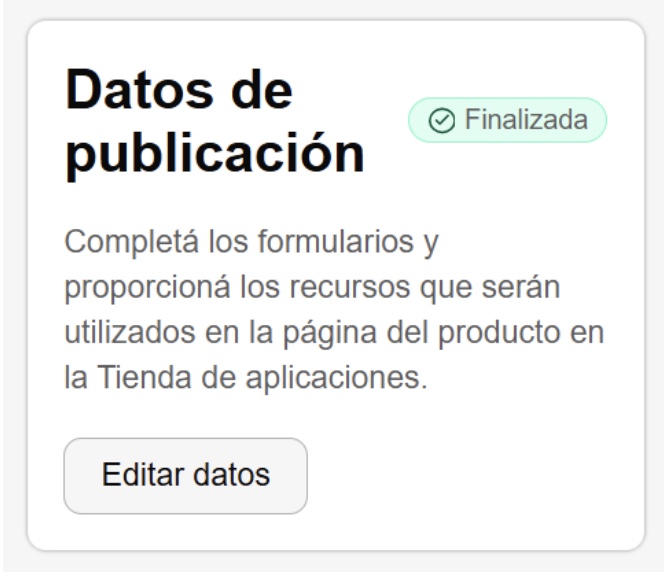 Datos de
publicación
Finalizada
Completá los formularios y
proporcioná los recursos que serán
utilizados en la página del producto en
la Tienda de aplicaciones.
Editar datos